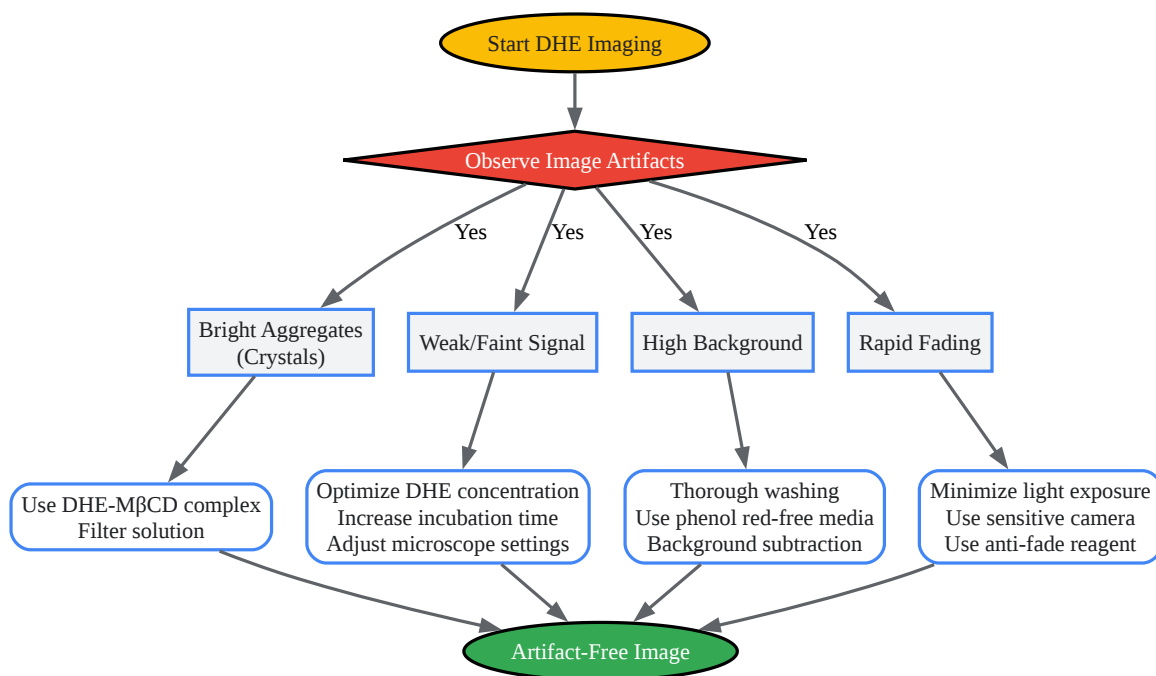 Start DHE Imaging
Observe Image Artifacts
Yes
Yes
Yes
Yes
Bright Aggregates
(Crystals)
Weak/Faint Signal
High Background
Rapid Fading
Use DHE-MβCD complex
Filter solution
Optimize DHE concentration
Increase incubation time
Adjust microscope settings
Thorough washing
Use phenol red-free media
Background subtraction
Minimize light exposure
Use sensitive camera
Use anti-fade reagent
Artifact-Free Image